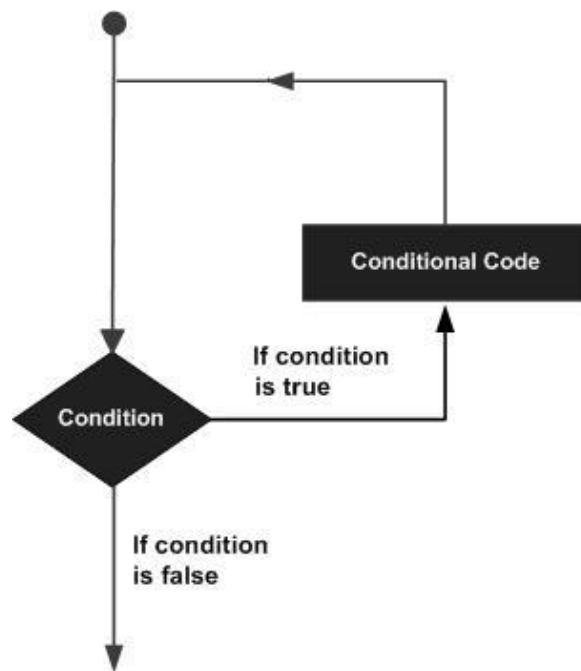 Conditional Code
If condition
is true
Condition
If condition
is false